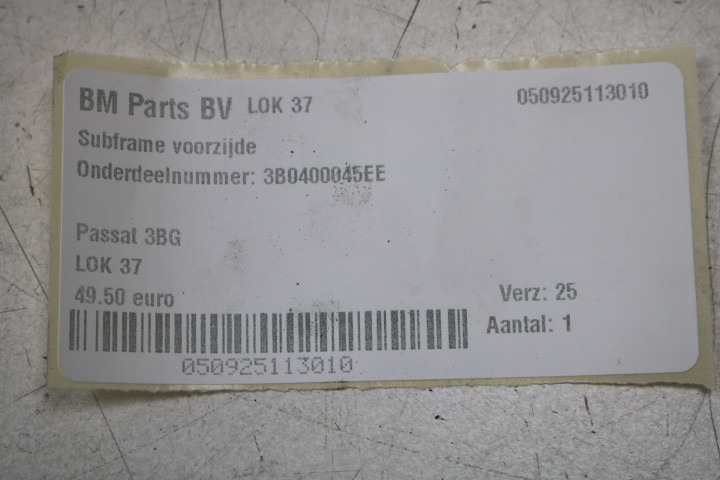 BM Parts BV LOK 37 050925113010
Subframe voorzijde
Onderdeelnummer: 3B0400045EE
Passat 3BG
LOK 37
49.50 euro Verz: 25
Aantal: 1
050925113010